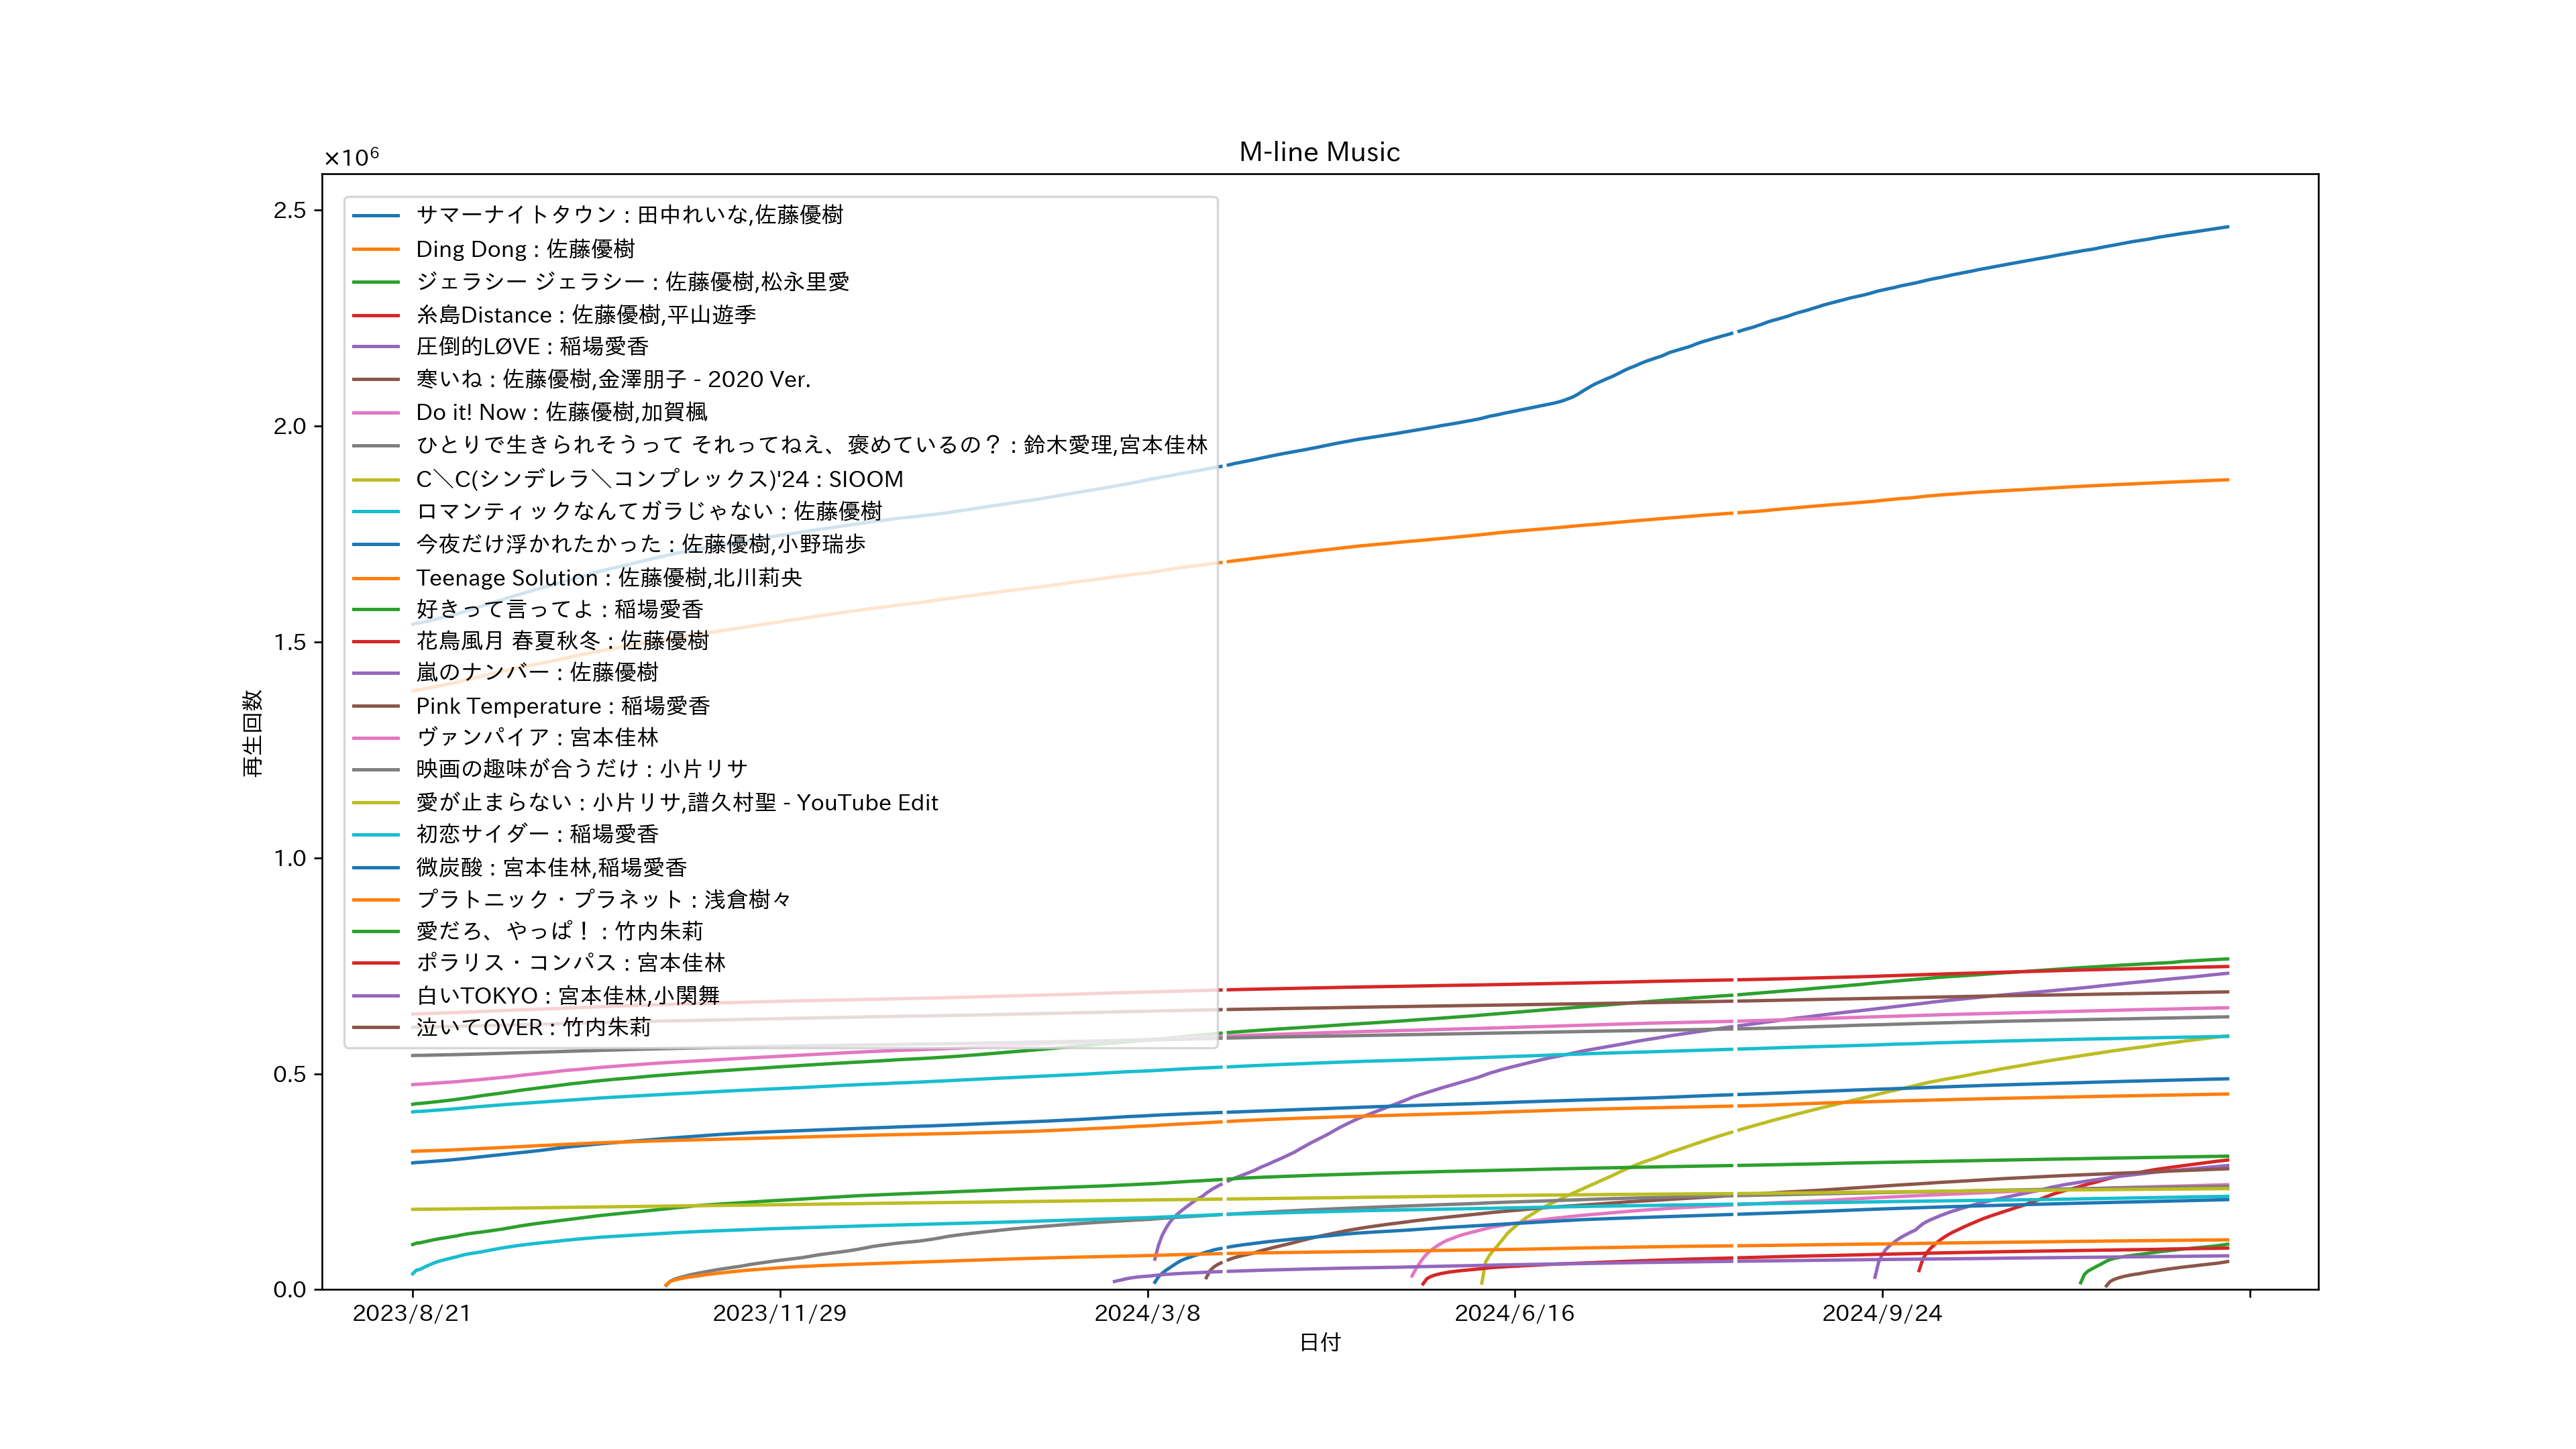 M-line Music
×10⁶
2.5
2.0
1.5
1.0
0.5
0.0
再生回数
サマーナイトタウン : 田中れいな,佐藤優樹
Ding Dong : 佐藤優樹
ジェラシー ジェラシー : 佐藤優樹,松永里愛
糸島Distance : 佐藤優樹,平山遊季
圧倒的LØVE : 稲場愛香
寒いね : 佐藤優樹,金澤朋子 - 2020 Ver.
Do it! Now : 佐藤優樹,加賀楓
ひとりで生きられそうって それってねえ、褒めているの？ : 鈴木愛理,宮本佳林
C＼C(シンデレラ＼コンプレックス)'24 : SIOOM
ロマンティックなんてガラじゃない : 佐藤優樹
今夜だけ浮かれたかった : 佐藤優樹,小野瑞歩
Teenage Solution : 佐藤優樹,北川莉央
好きって言ってよ : 稲場愛香
花鳥風月 春夏秋冬 : 佐藤優樹
嵐のナンバー : 佐藤優樹
Pink Temperature : 稲場愛香
ヴァンパイア : 宮本佳林
映画の趣味が合うだけ : 小片リサ
愛が止まらない : 小片リサ,譜久村聖 - YouTube Edit
初恋サイダー : 稲場愛香
微炭酸 : 宮本佳林,稲場愛香
プラトニック・プラネット : 浅倉樹々
愛だろ、やっぱ！ : 竹内朱莉
ポラリス・コンパス : 宮本佳林
白いTOKYO : 宮本佳林,小関舞
泣いてOVER : 竹内朱莉
2023/8/21
2023/11/29
2024/3/8
2024/6/16
2024/9/24
日付